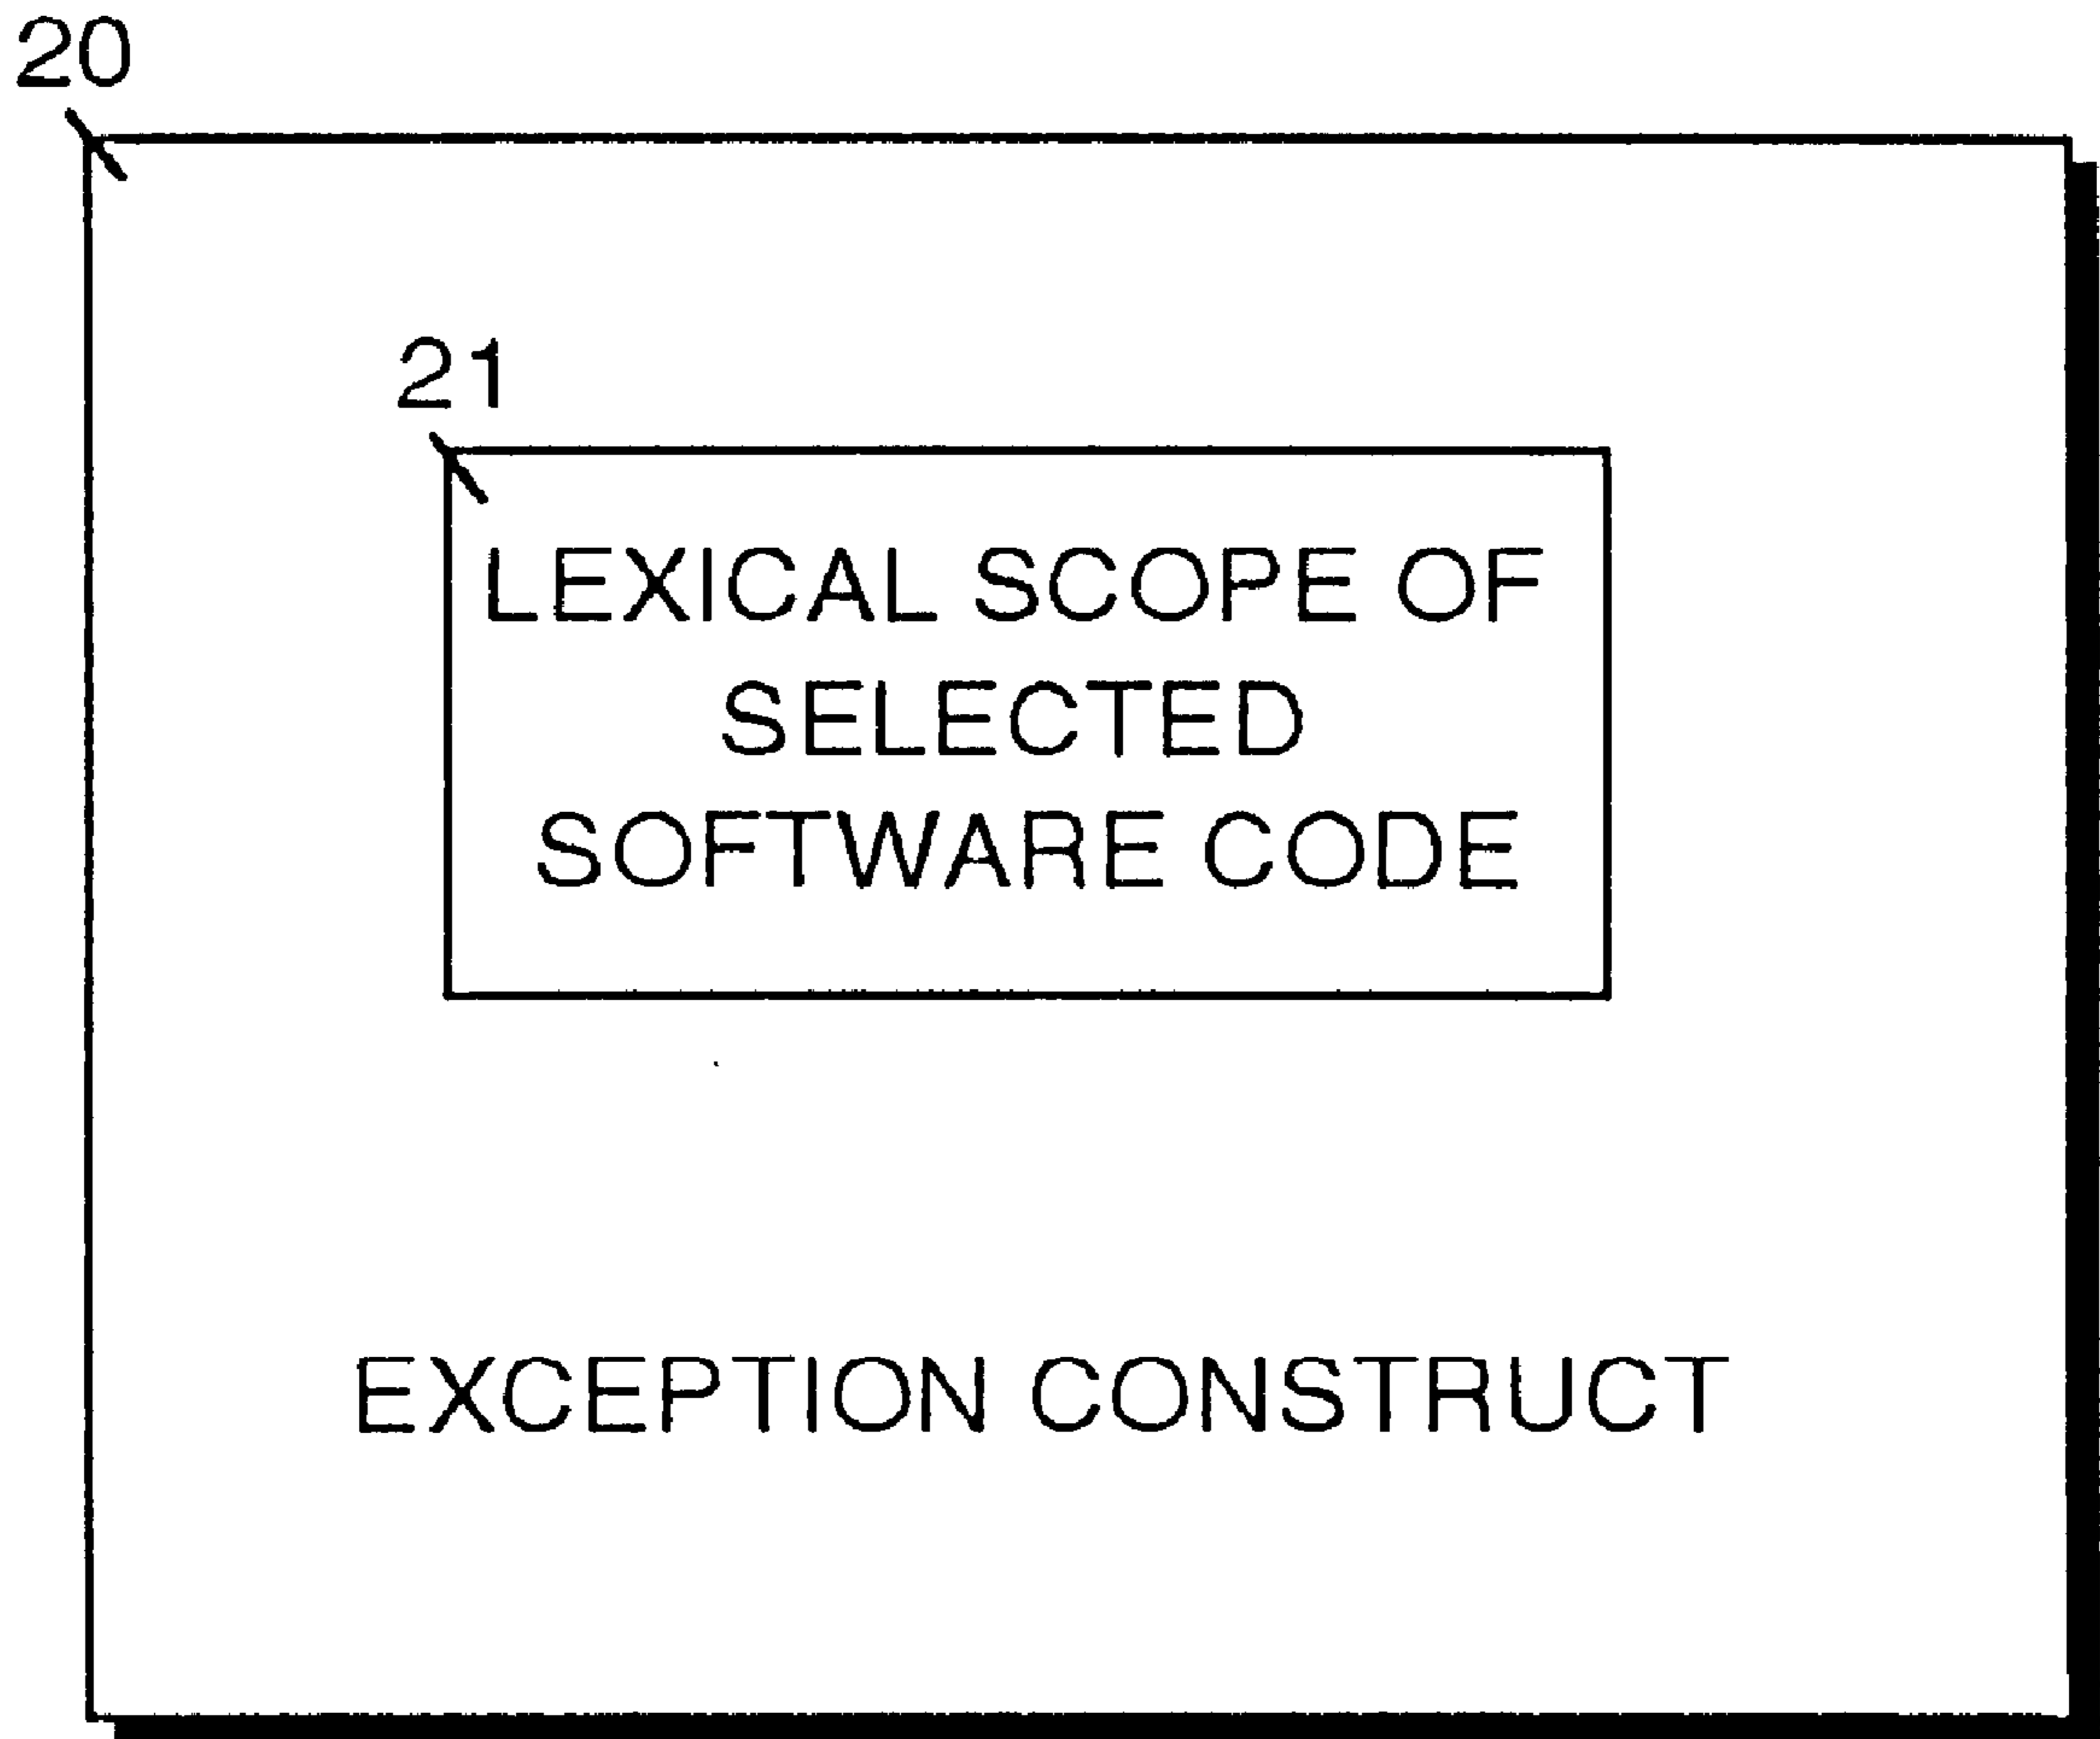 20
21
LEXICAL SCOPE OF
SELECTED
SOFTWARE CODE
EXCEPTION CONSTRUCT